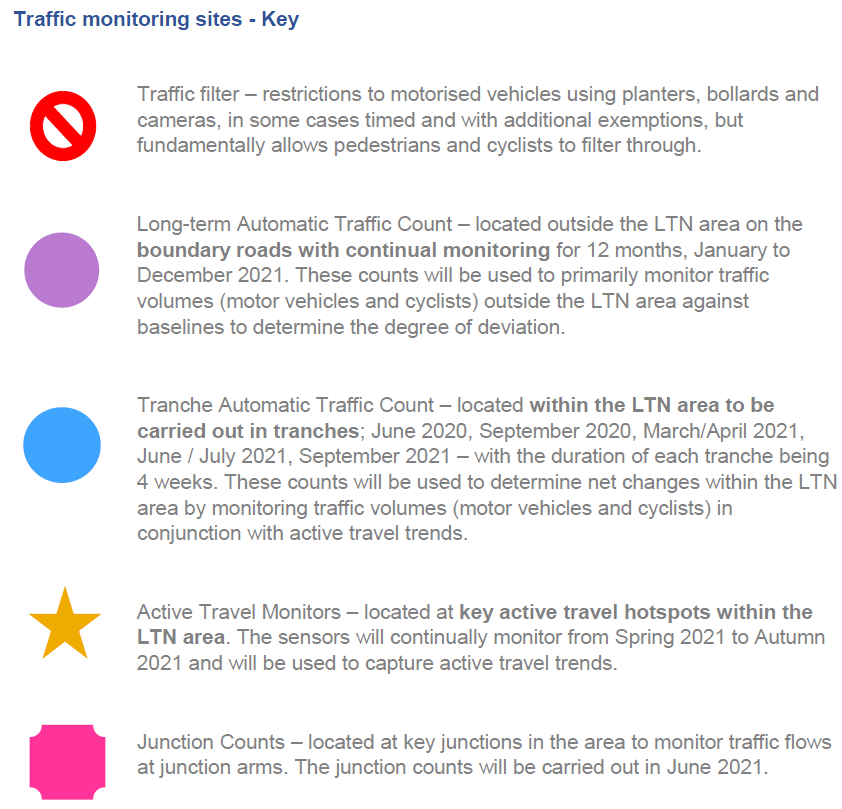 Traffic monitoring sites - Key
Traffic filter – restrictions to motorised vehicles using planters, bollards and
cameras, in some cases timed and with additional exemptions, but
fundamentally allows pedestrians and cyclists to filter through.
Long-term Automatic Traffic Count – located outside the LTN area on the
boundary roads with continual monitoring for 12 months, January to
December 2021. These counts will be used to primarily monitor traffic
volumes (motor vehicles and cyclists) outside the LTN area against
baselines to determine the degree of deviation.
Tranche Automatic Traffic Count – located within the LTN area to be
carried out in tranches; June 2020, September 2020, March/April 2021,
June / July 2021, September 2021 – with the duration of each tranche being
4 weeks. These counts will be used to determine net changes within the LTN
area by monitoring traffic volumes (motor vehicles and cyclists) in
conjunction with active travel trends.
Active Travel Monitors – located at key active travel hotspots within the
LTN area. The sensors will continually monitor from Spring 2021 to Autumn
2021 and will be used to capture active travel trends.
Junction Counts – located at key junctions in the area to monitor traffic flows
at junction arms. The junction counts will be carried out in June 2021.